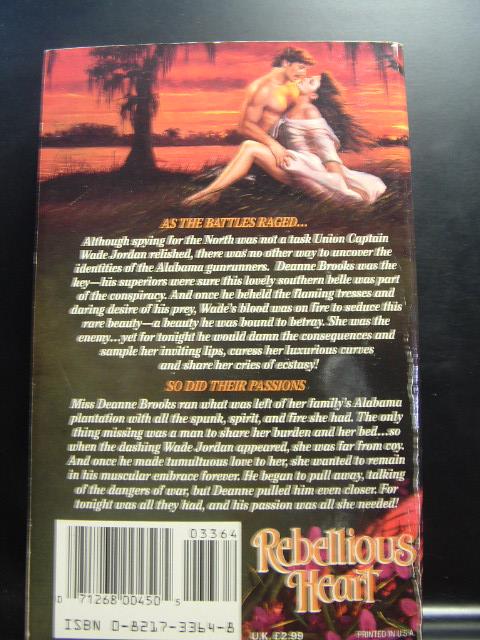 AS THE BATTLES RAGED...
Although spying for the North was not a task Union Captain
Wade Jordan relished, there was no other way to uncover the
identities of the Alabama gunrunners. Deanne Brooks was the
key—his superiors were sure this lovely southern belle was part
of the conspiracy. And once he beheld the flaming tresses and
daring desire of his prey, Wade's blood was on fire to seduce this
rare beauty—a beauty he was bound to betray. She was the
enemy...yet for tonight he would damn the consequences and
sample her inviting lips, caress her luxurious curves
and share her cries of ecstasy!
SO DID THEIR PASSIONS
Miss Deanne Brooks ran what was left of her family's Alabama
plantation with all the spunk, spirit, and fire she had. The only
thing missing was a man to share her burden and her bed...so
when the dashing Wade Jordan appeared, she was far from coy.
And once he made tumultuous love to her, she wanted to remain
in his muscular embrace forever. He began to pull away, talking
of the dangers of war, but Deanne pulled him even closer. For
tonight was all they had, and his passion was all she needed!
03364
0 71268 00450 5
ISBN 0-8217-3364-8
Rebellious
Heart
U.K. £2.99
PRINTED IN U.S.A.